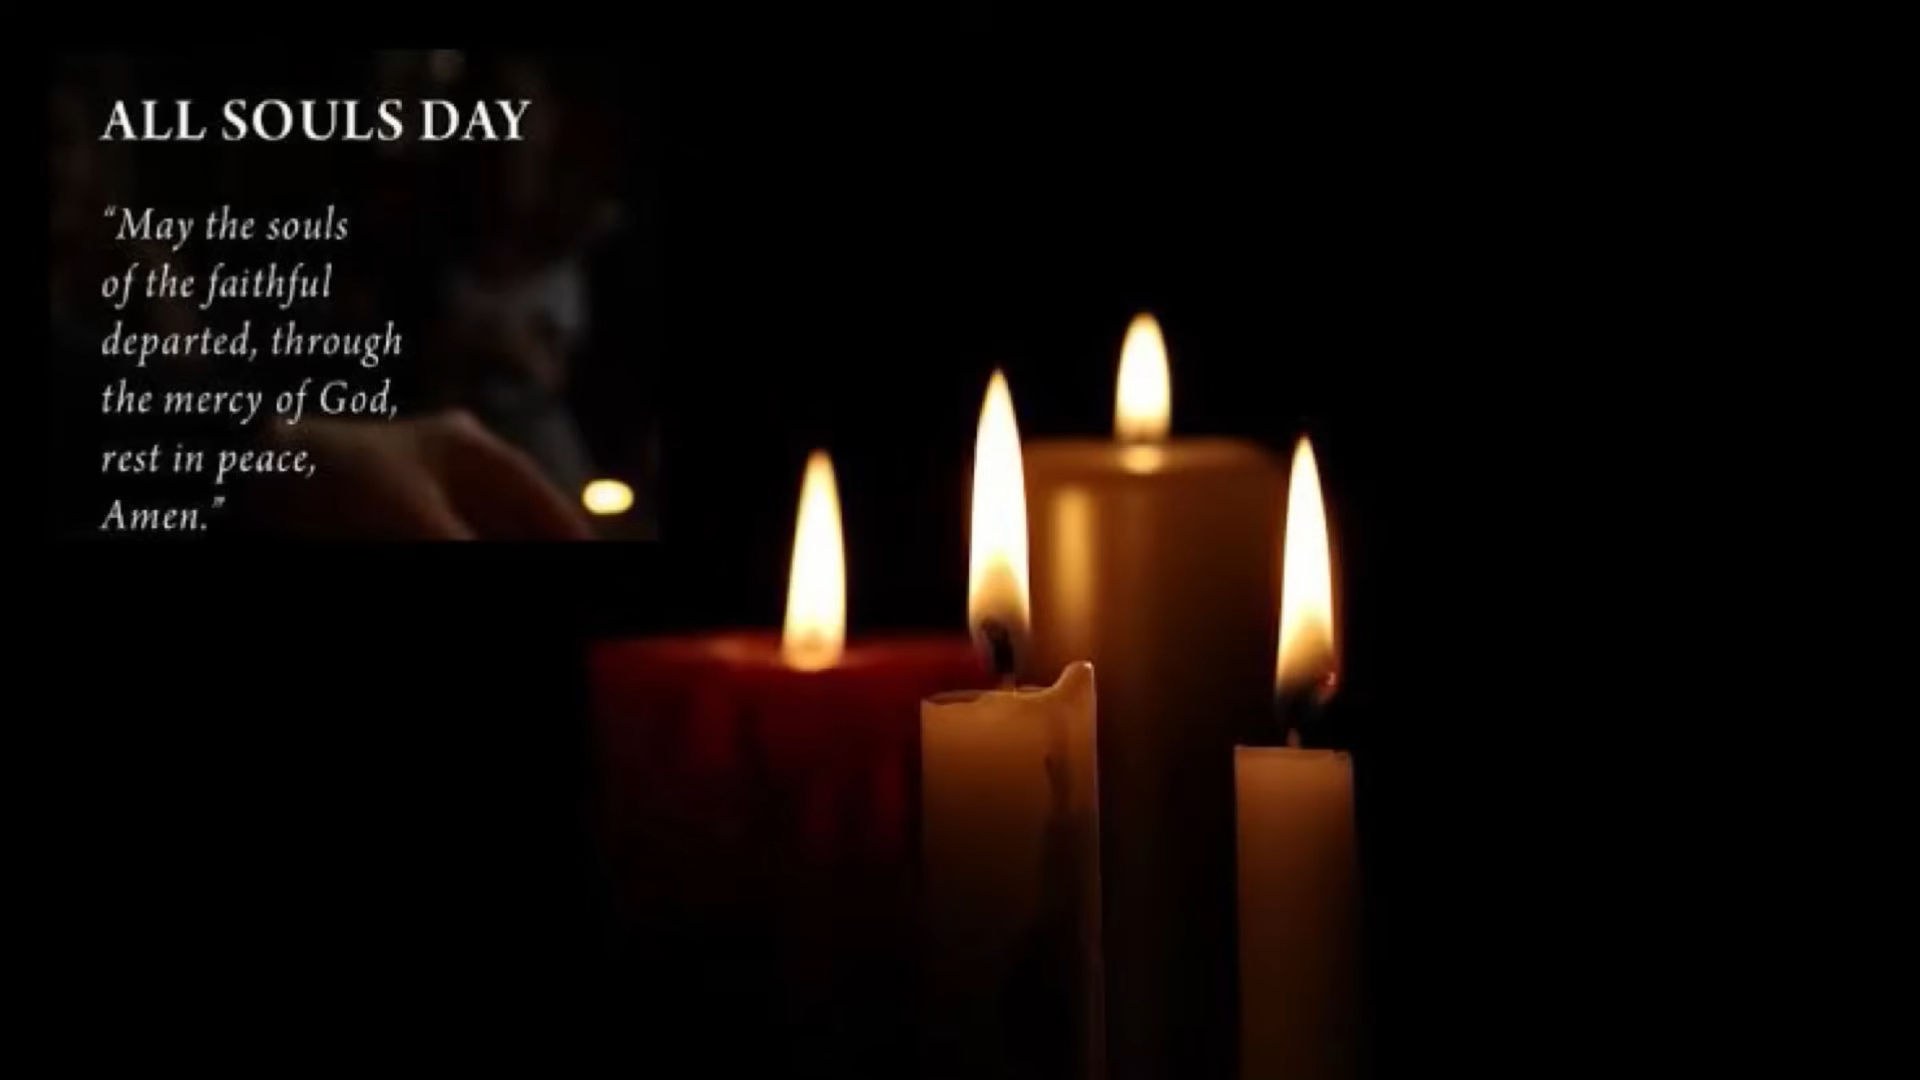 ALL SOULS DAY
“May the souls
of the faithful
departed, through
the mercy of God,
rest in peace,
Amen.”